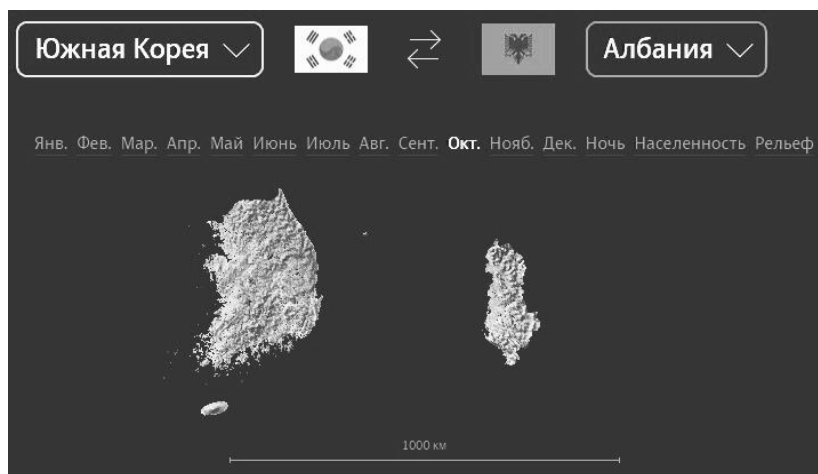 Южная Корея Албания
Янв. Фев. Мар. Апр. Май Июнь Июль Авг. Сент. Окт. Нояб. Дек. Ночь Населенность Рельеф
1000 км